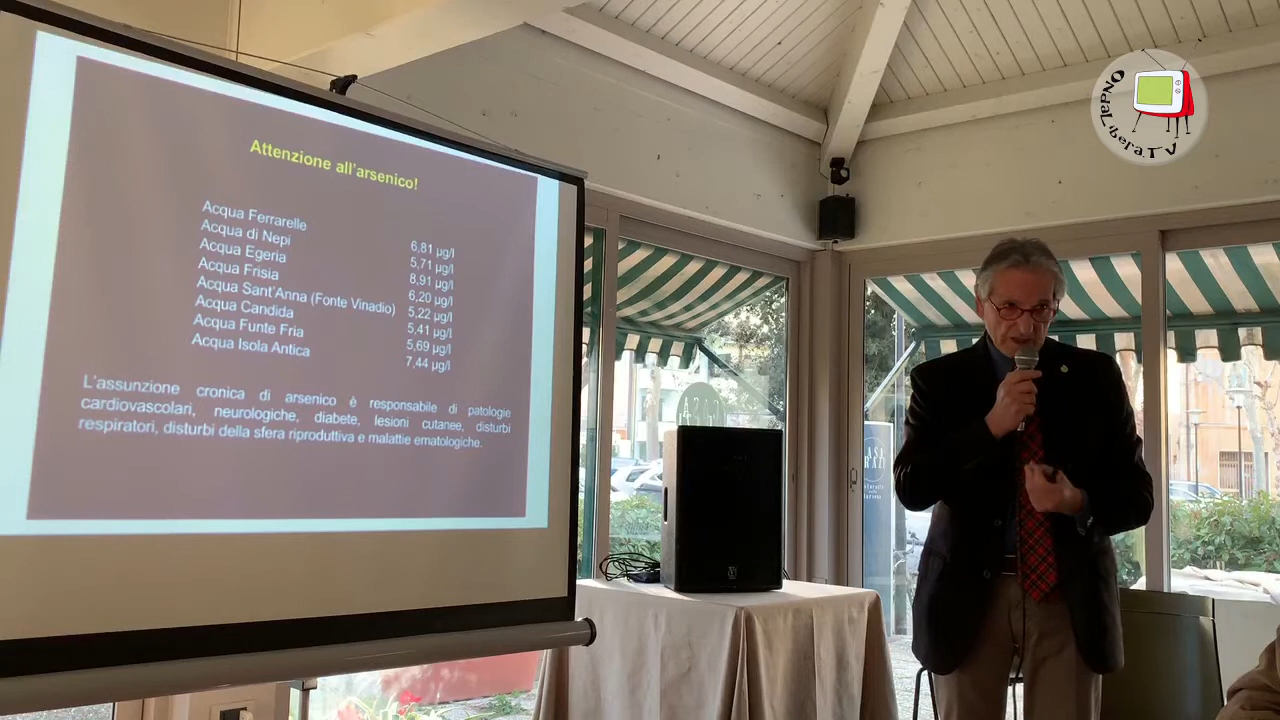 Attenzione all'arsenico!
Acqua Ferrarelle 6,81 µg/l
Acqua di Nepi 5,71 µg/l
Acqua Egeria 8,91 µg/l
Acqua Frisia 6,20 µg/l
Acqua Sant'Anna (Fonte Vinadio) 5,22 µg/l
Acqua Candida 5,41 µg/l
Acqua Funte Fria 5,69 µg/l
Acqua Isola Antica 7,44 µg/l
L'assunzione cronica di arsenico è responsabile di patologie
cardiovascolari, neurologiche, diabete, lesioni cutanee, disturbi
respiratori, disturbi della sfera riproduttiva e malattie ematologiche.
Libera.TV